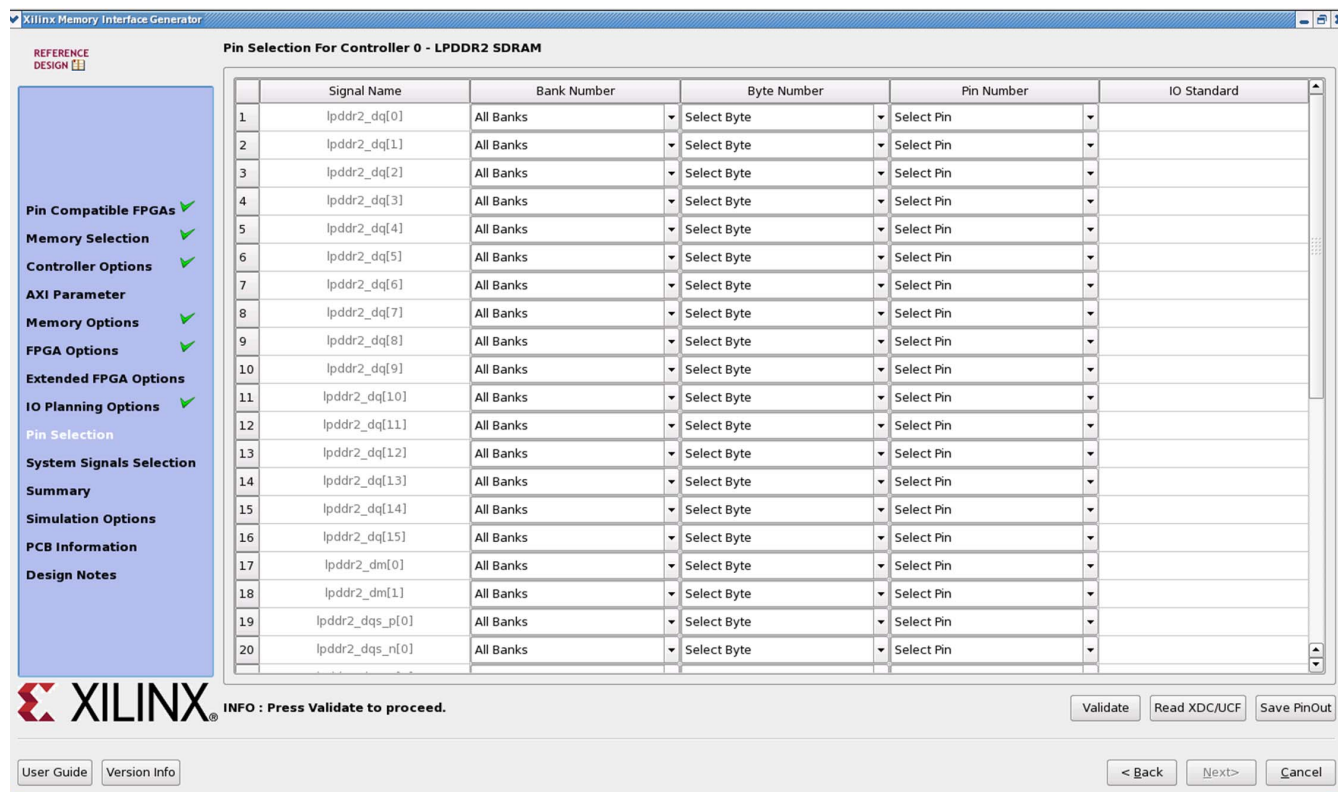 Xilinx Memory Interface Generator
REFERENCE
DESIGN
Pin Compatible FPGAs
Memory Selection
Controller Options
AXI Parameter
Memory Options
FPGA Options
Extended FPGA Options
IO Planning Options
Pin Selection
System Signals Selection
Summary
Simulation Options
PCB Information
Design Notes
Pin Selection For Controller 0 - LPDDR2 SDRAM
Signal Name Bank Number Byte Number Pin Number IO Standard
1 lpddr2_dq[0] All Banks Select Byte Select Pin
2 lpddr2_dq[1] All Banks Select Byte Select Pin
3 lpddr2_dq[2] All Banks Select Byte Select Pin
4 lpddr2_dq[3] All Banks Select Byte Select Pin
5 lpddr2_dq[4] All Banks Select Byte Select Pin
6 lpddr2_dq[5] All Banks Select Byte Select Pin
7 lpddr2_dq[6] All Banks Select Byte Select Pin
8 lpddr2_dq[7] All Banks Select Byte Select Pin
9 lpddr2_dq[8] All Banks Select Byte Select Pin
10 lpddr2_dq[9] All Banks Select Byte Select Pin
11 lpddr2_dq[10] All Banks Select Byte Select Pin
12 lpddr2_dq[11] All Banks Select Byte Select Pin
13 lpddr2_dq[12] All Banks Select Byte Select Pin
14 lpddr2_dq[13] All Banks Select Byte Select Pin
15 lpddr2_dq[14] All Banks Select Byte Select Pin
16 lpddr2_dq[15] All Banks Select Byte Select Pin
17 lpddr2_dm[0] All Banks Select Byte Select Pin
18 lpddr2_dm[1] All Banks Select Byte Select Pin
19 lpddr2_dqs_p[0] All Banks Select Byte Select Pin
20 lpddr2_dqs_n[0] All Banks Select Byte Select Pin
XILINX®
INFO : Press Validate to proceed.
Validate Read XDC/UCF Save PinOut
User Guide Version Info < Back Next> Cancel